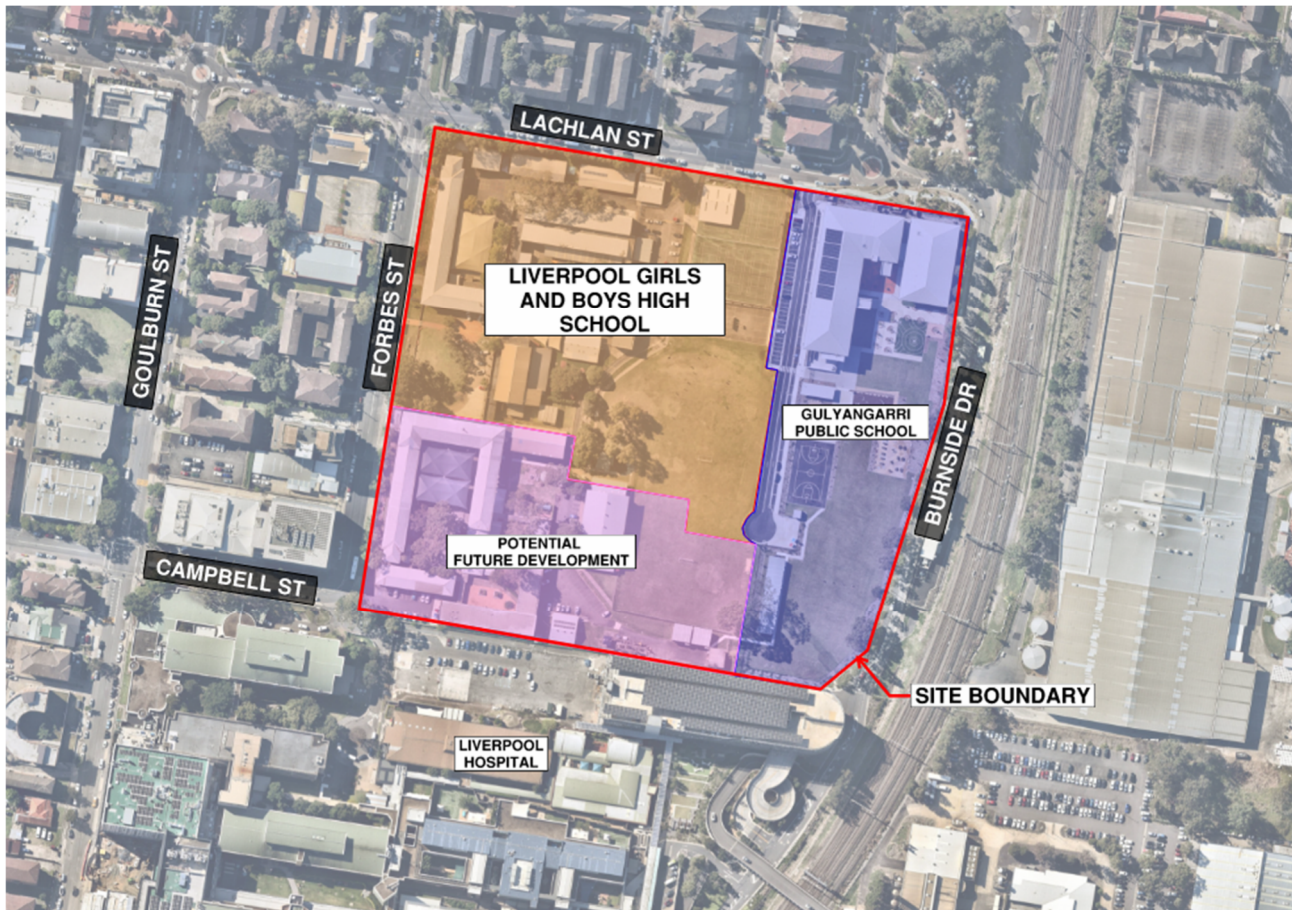 LACHLAN ST
LIVERPOOL GIRLS
AND BOYS HIGH
SCHOOL
GOULBURN ST
FORBES ST
GULYANGARRI
PUBLIC SCHOOL
BURNSIDE DR
POTENTIAL
FUTURE DEVELOPMENT
CAMPBELL ST
SITE BOUNDARY
LIVERPOOL
HOSPITAL